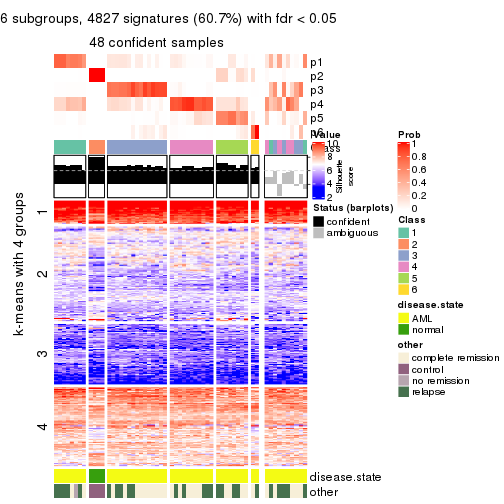 6 subgroups, 4827 signatures (60.7%) with fdr < 0.05
48 confident samples
p1
p2
p3
p4
p5
p6
Class
k-means with 4 groups
1
2
3
4
Silhouette
score
Value
10
8
6
4
2
Status (barplots)
confident
ambiguous
Prob
1
0.8
0.6
0.4
0.2
0
Class
1
2
3
4
5
6
disease.state
AML
normal
other
complete remission
control
no remission
relapse
disease.state
other